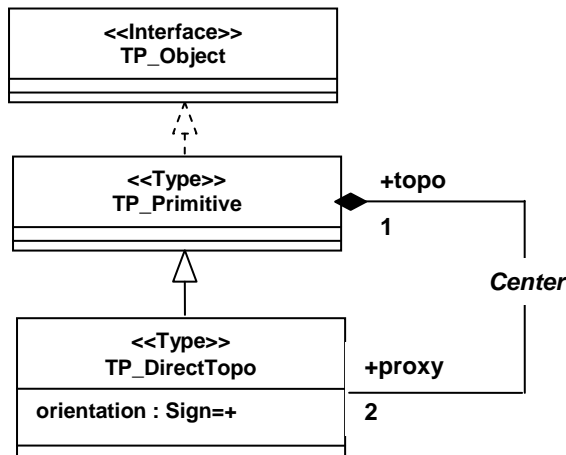 <<Interface>>
TP_Object
<<Type>>
TP_Primitive
+topo
1
Center
<<Type>>
TP_DirectTopo
+proxy
orientation : Sign=+
2